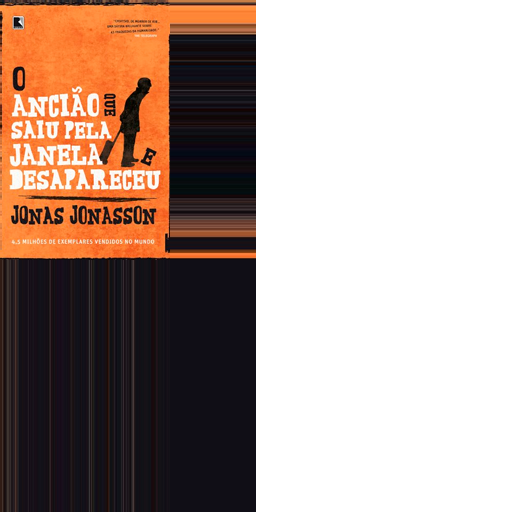 O
ANCIÃO QUE
SAIU PELA
JANELA E
DESAPARECEU
JONAS JONASSON
4,5 MILHÕES DE EXEMPLARES VENDIDOS NO MUNDO